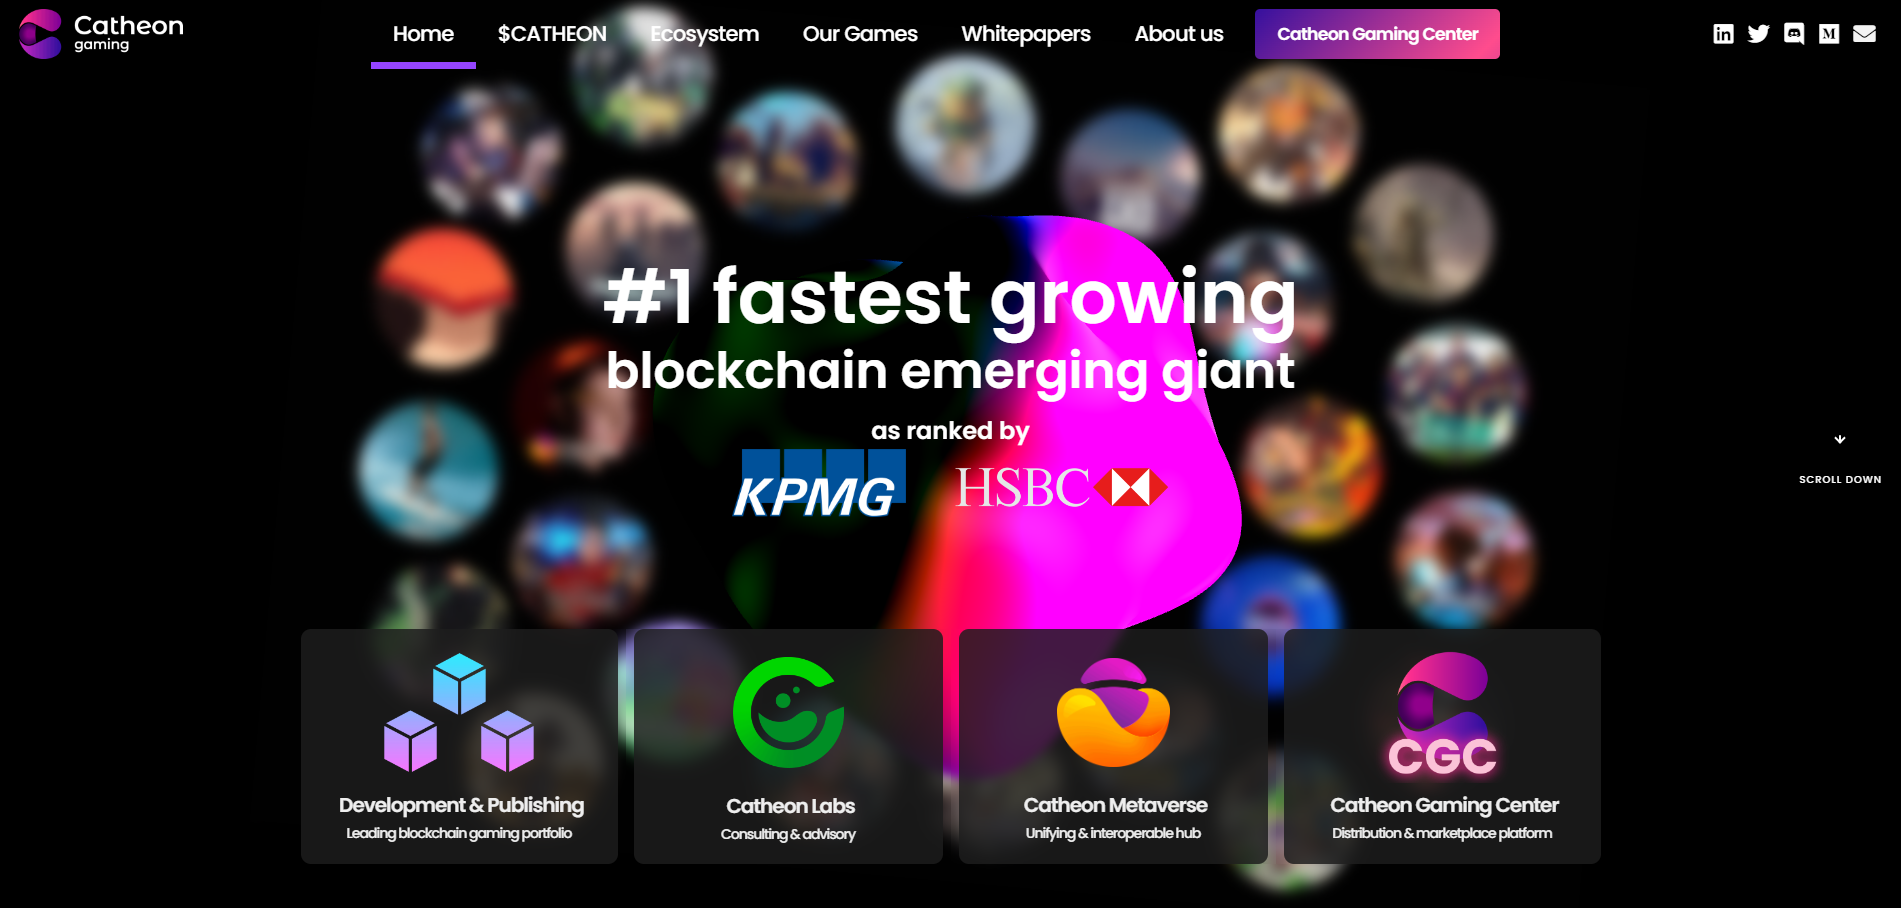 Catheon
gaming
Home
$CATHEON
Ecosystem
Our Games
Whitepapers
About us
Catheon Gaming Center
#1 fastest growing
blockchain emerging giant
as ranked by
KPMG
HSBC
SCROLL DOWN
Development & Publishing
Leading blockchain gaming portfolio
Catheon Labs
Consulting & advisory
Catheon Metaverse
Unifying & interoperable hub
CGC
Catheon Gaming Center
Distribution & marketplace platform